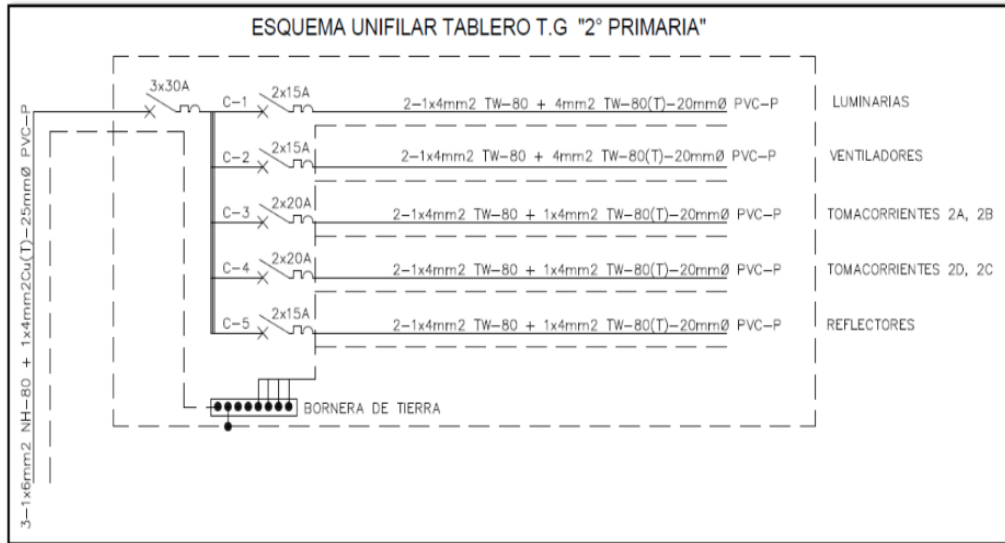 ESQUEMA UNIFILAR TABLERO T.G "2° PRIMARIA"
3x30A
C-1
2x15A
2-1x4mm2 TW-80 + 4mm2 TW-80(T)-20mmØ PVC-P
LUMINARIAS
C-2
2x15A
2-1x4mm2 TW-80 + 4mm2 TW-80(T)-20mmØ PVC-P
VENTILADORES
C-3
2x20A
2-1x4mm2 TW-80 + 1x4mm2 TW-80(T)-20mmØ PVC-P
TOMACORRIENTES 2A, 2B
C-4
2x20A
2-1x4mm2 TW-80 + 1x4mm2 TW-80(T)-20mmØ PVC-P
TOMACORRIENTES 2D, 2C
C-5
2x15A
2-1x4mm2 TW-80 + 1x4mm2 TW-80(T)-20mmØ PVC-P
REFLECTORES
BORNERA DE TIERRA
3-1x6mm2 NH-80 + 1x4mm2Cu(T)-25mmØ PVC-P